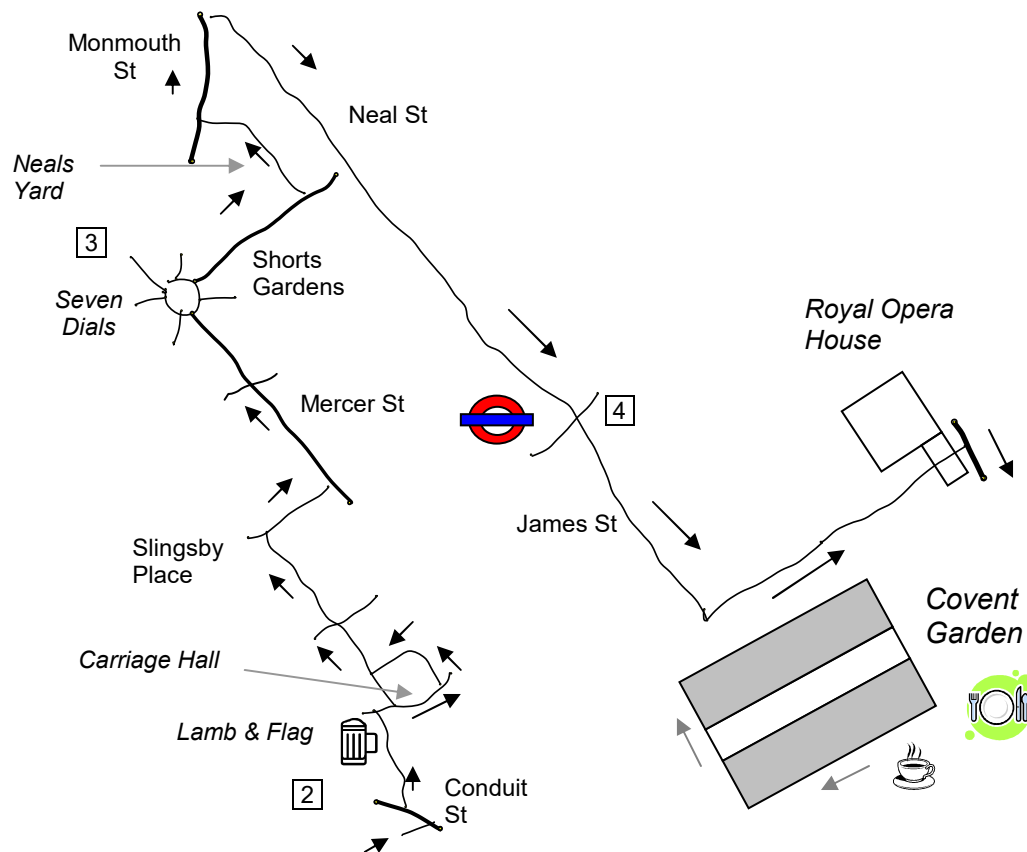 Monmouth
St
Neal St
Neals
Yard
3
Shorts
Gardens
Seven
Dials
Royal Opera
House
Mercer St
4
James St
Slingsby
Place
Covent
Garden
Carriage Hall
Lamb & Flag
2
Conduit
St